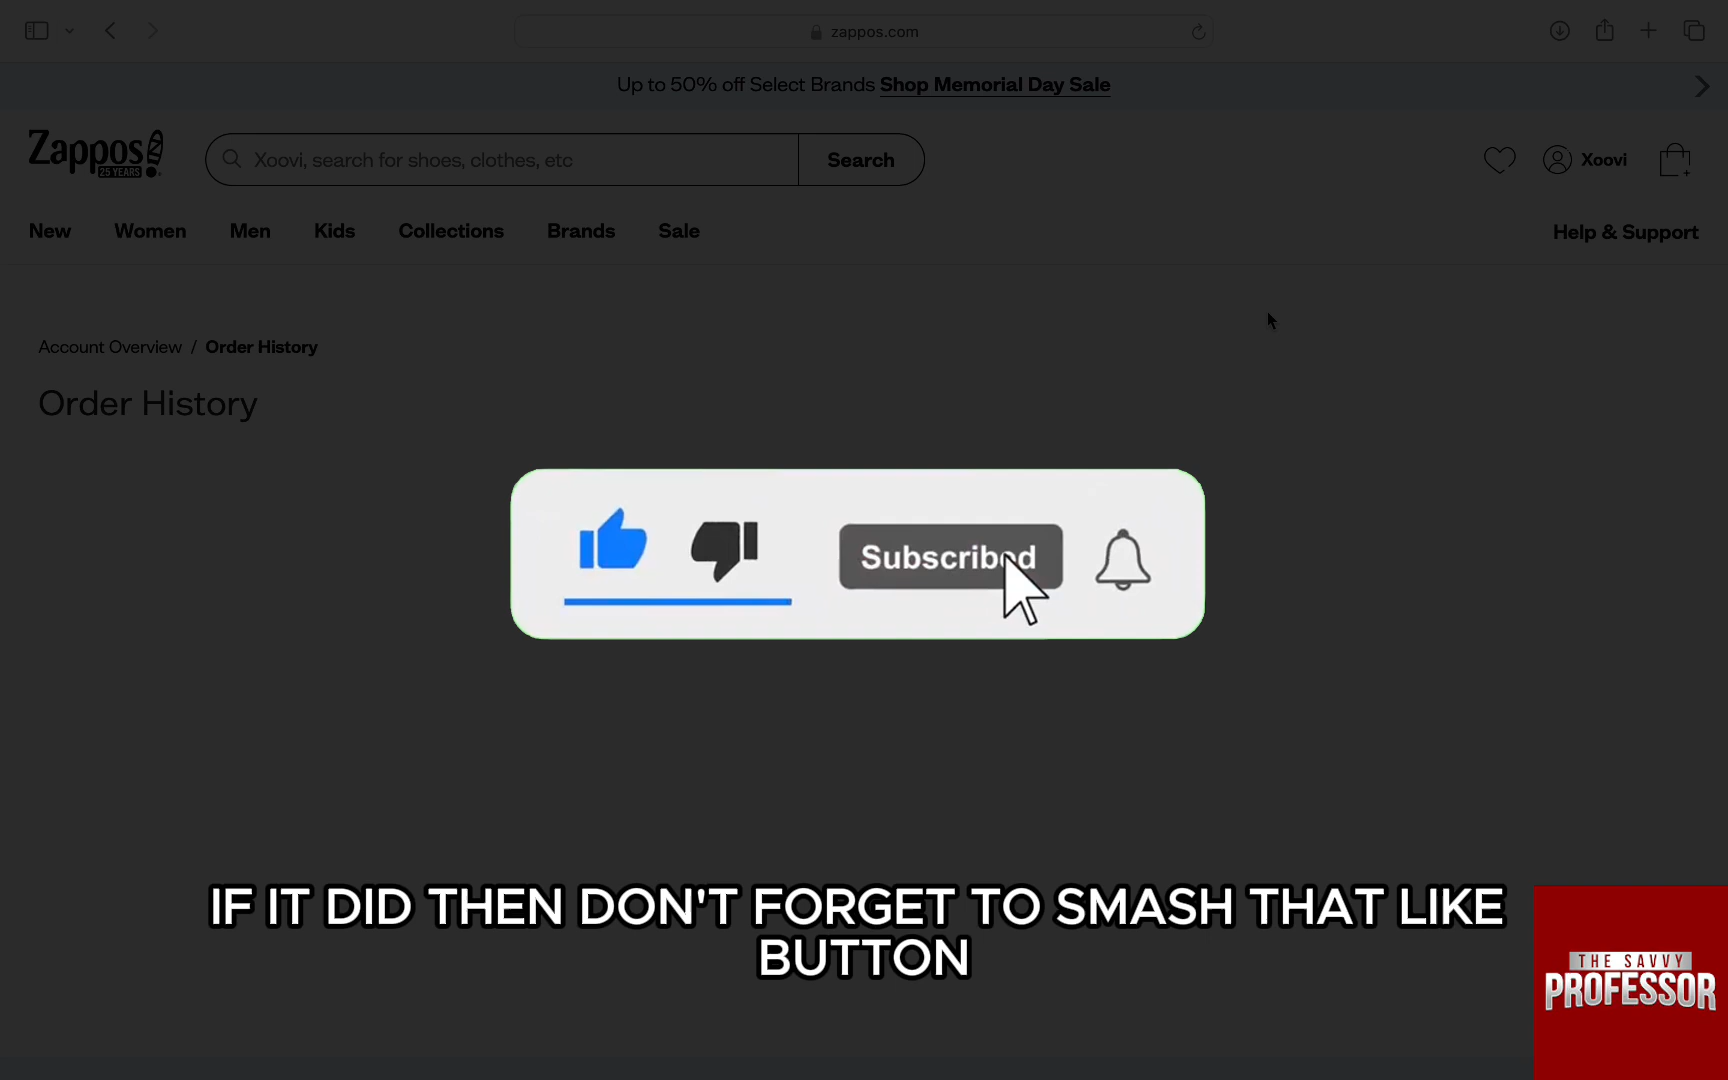 zappos.com
Up to 50% off Select Brands Shop Memorial Day Sale
Zappos!
25 YEARS
Xoovi, search for shoes, clothes, etc
Search
Xoovi
New Women Men Kids Collections Brands Sale
Help & Support
Account Overview / Order History
Order History
Subscribed
IF IT DID THEN DON'T FORGET TO SMASH THAT LIKE
BUTTON
THE SAVVY
PROFESSOR